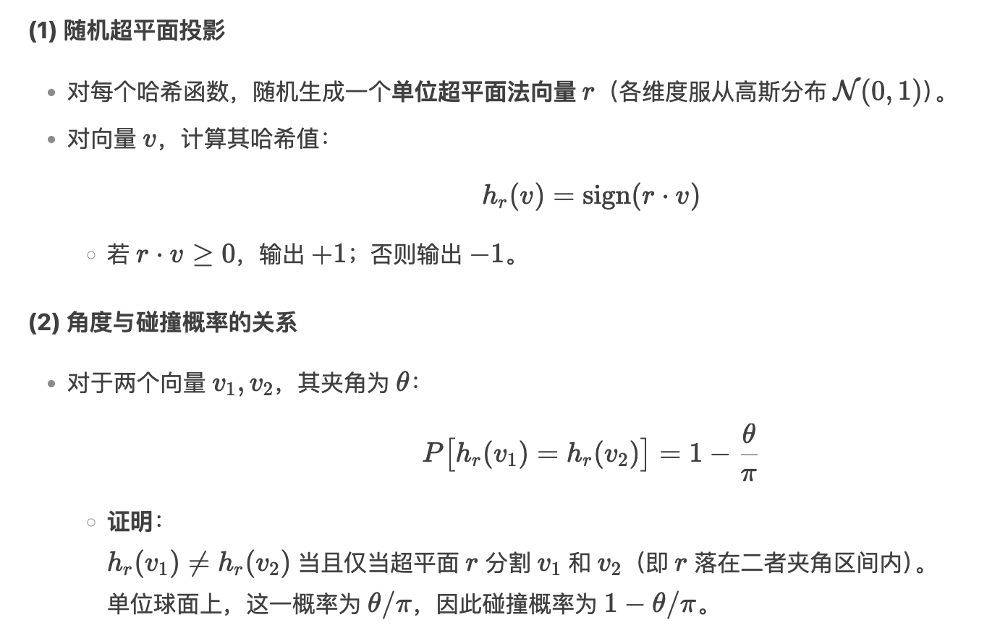 (1) 随机超平面投影
• 对每个哈希函数，随机生成一个单位超平面法向量 r（各维度服从高斯分布 𝒩(0, 1)）。
• 对向量 v，计算其哈希值：
hᵣ(v) = sign(r · v)
◦ 若 r · v ≥ 0，输出 +1；否则输出 −1。
(2) 角度与碰撞概率的关系
• 对于两个向量 v₁, v₂，其夹角为 θ：
P[hᵣ(v₁) = hᵣ(v₂)] = 1 − θ/π
◦ 证明：
hᵣ(v₁) ≠ hᵣ(v₂) 当且仅当超平面 r 分割 v₁ 和 v₂（即 r 落在二者夹角区间内）。
单位球面上，这一概率为 θ/π，因此碰撞概率为 1 − θ/π。